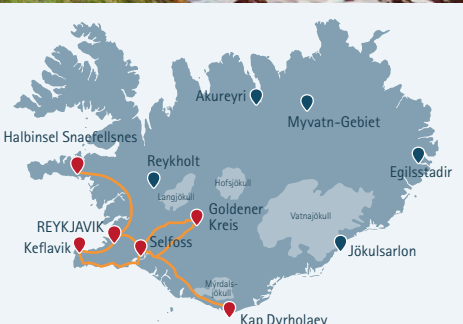 Akureyri
Myvatn-Gebiet
Halbinsel Snaefellsnes
Reykholt
Egilsstadir
Hofsjökull
Langjökull
Goldener
Kreis
Vatnajökull
REYKJAVIK
Keflavik
Selfoss
Jökulsarlon
Myrdals-
jökull
Kap Dyrholaey